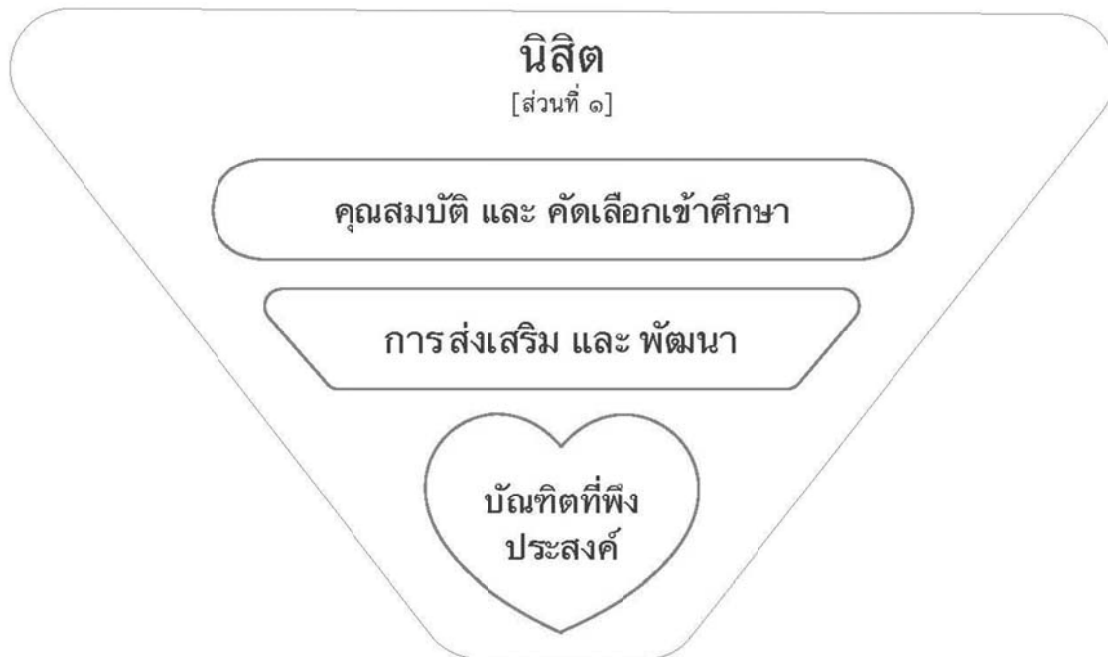 นิสิต
[ส่วนที่ ๑]
คุณสมบัติ และ คัดเลือกเข้าศึกษา
การส่งเสริม และ พัฒนา
บัณฑิตที่พึง
ประสงค์